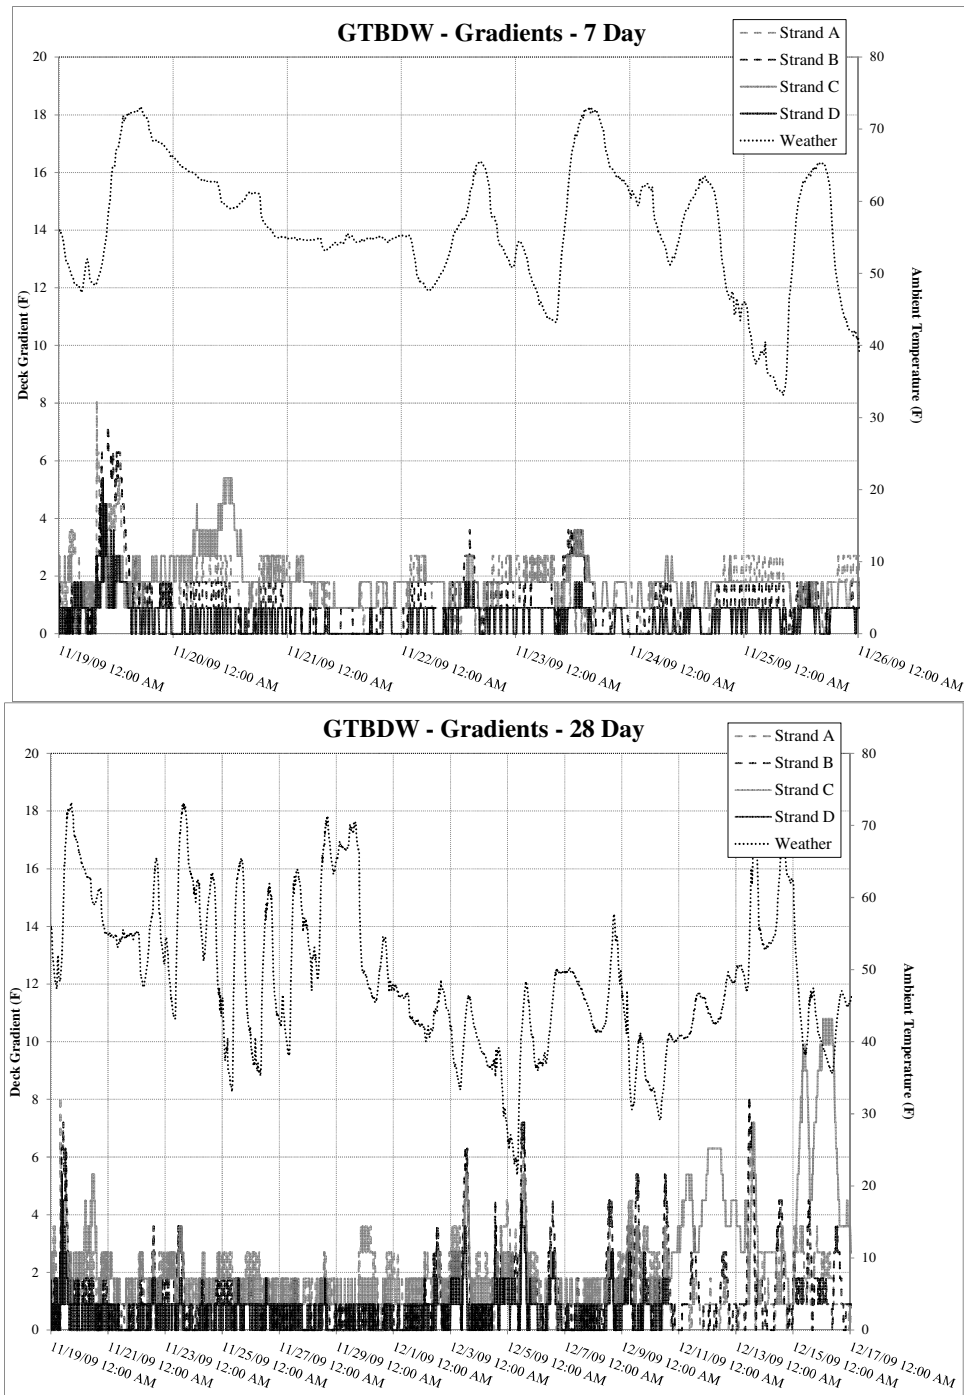 GTBDW - Gradients - 7 Day
Strand A
Strand B
Strand C
Strand D
Weather
20
18
16
14
12
10
8
6
4
2
0
Deck Gradient (F)
80
70
60
50
40
30
20
10
0
Ambient Temperature (F)
11/19/09 12:00 AM
11/20/09 12:00 AM
11/21/09 12:00 AM
11/22/09 12:00 AM
11/23/09 12:00 AM
11/24/09 12:00 AM
11/25/09 12:00 AM
11/26/09 12:00 AM
GTBDW - Gradients - 28 Day
Strand A
Strand B
Strand C
Strand D
Weather
20
18
16
14
12
10
8
6
4
2
0
Deck Gradient (F)
80
70
60
50
40
30
20
10
0
Ambient Temperature (F)
11/19/09 12:00 AM
11/21/09 12:00 AM
11/23/09 12:00 AM
11/25/09 12:00 AM
11/27/09 12:00 AM
11/29/09 12:00 AM
12/1/09 12:00 AM
12/3/09 12:00 AM
12/5/09 12:00 AM
12/7/09 12:00 AM
12/9/09 12:00 AM
12/11/09 12:00 AM
12/13/09 12:00 AM
12/15/09 12:00 AM
12/17/09 12:00 AM